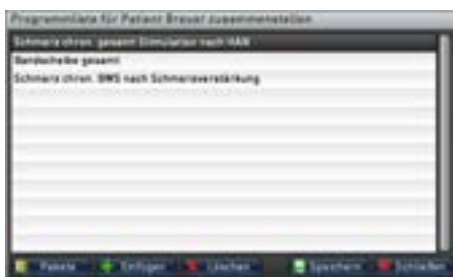 Programmliste für Patient Breuer zusammenstellen
Schmerz chron. gesamt Stimulation nach HAN
Bandscheibe gesamt
Schmerz chron. BWS nach Schmerzverstärkung
Pakete Einfügen Löschen Speichern Schließen